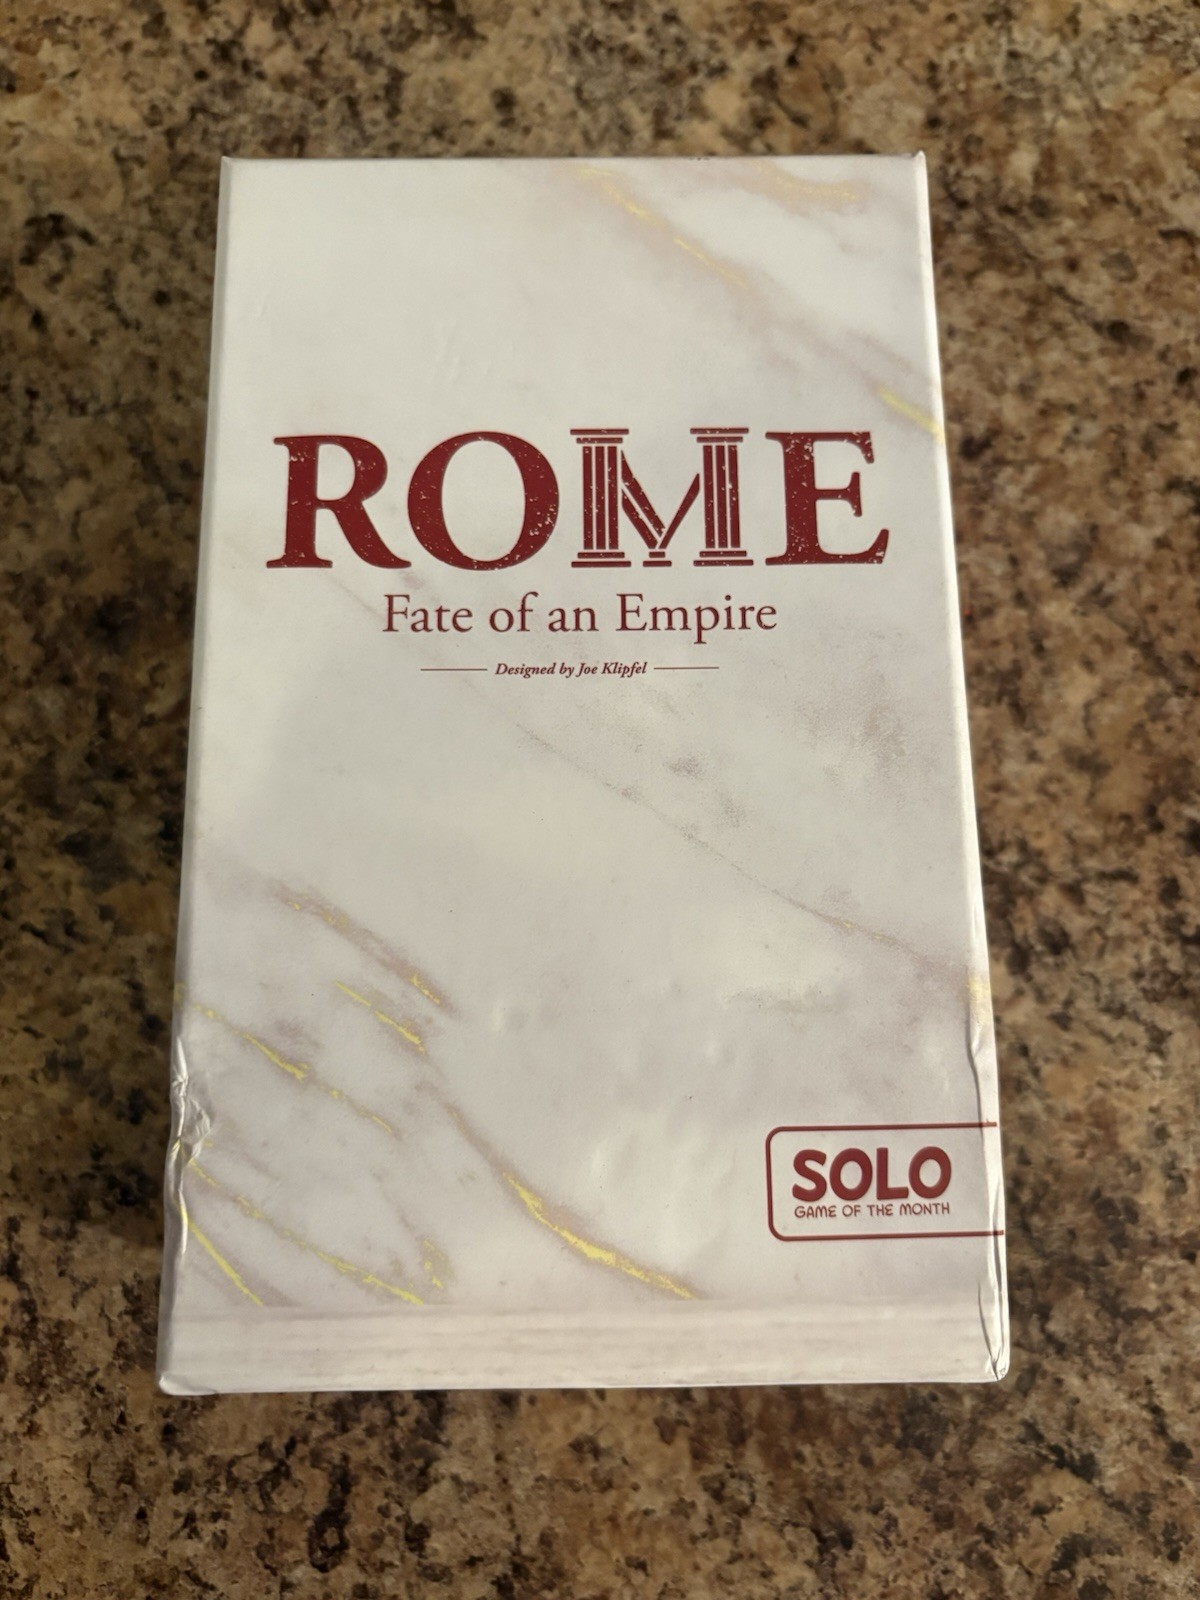 ROME
Fate of an Empire
Designed by Joe Klipfel
SOLO
GAME OF THE MONTH